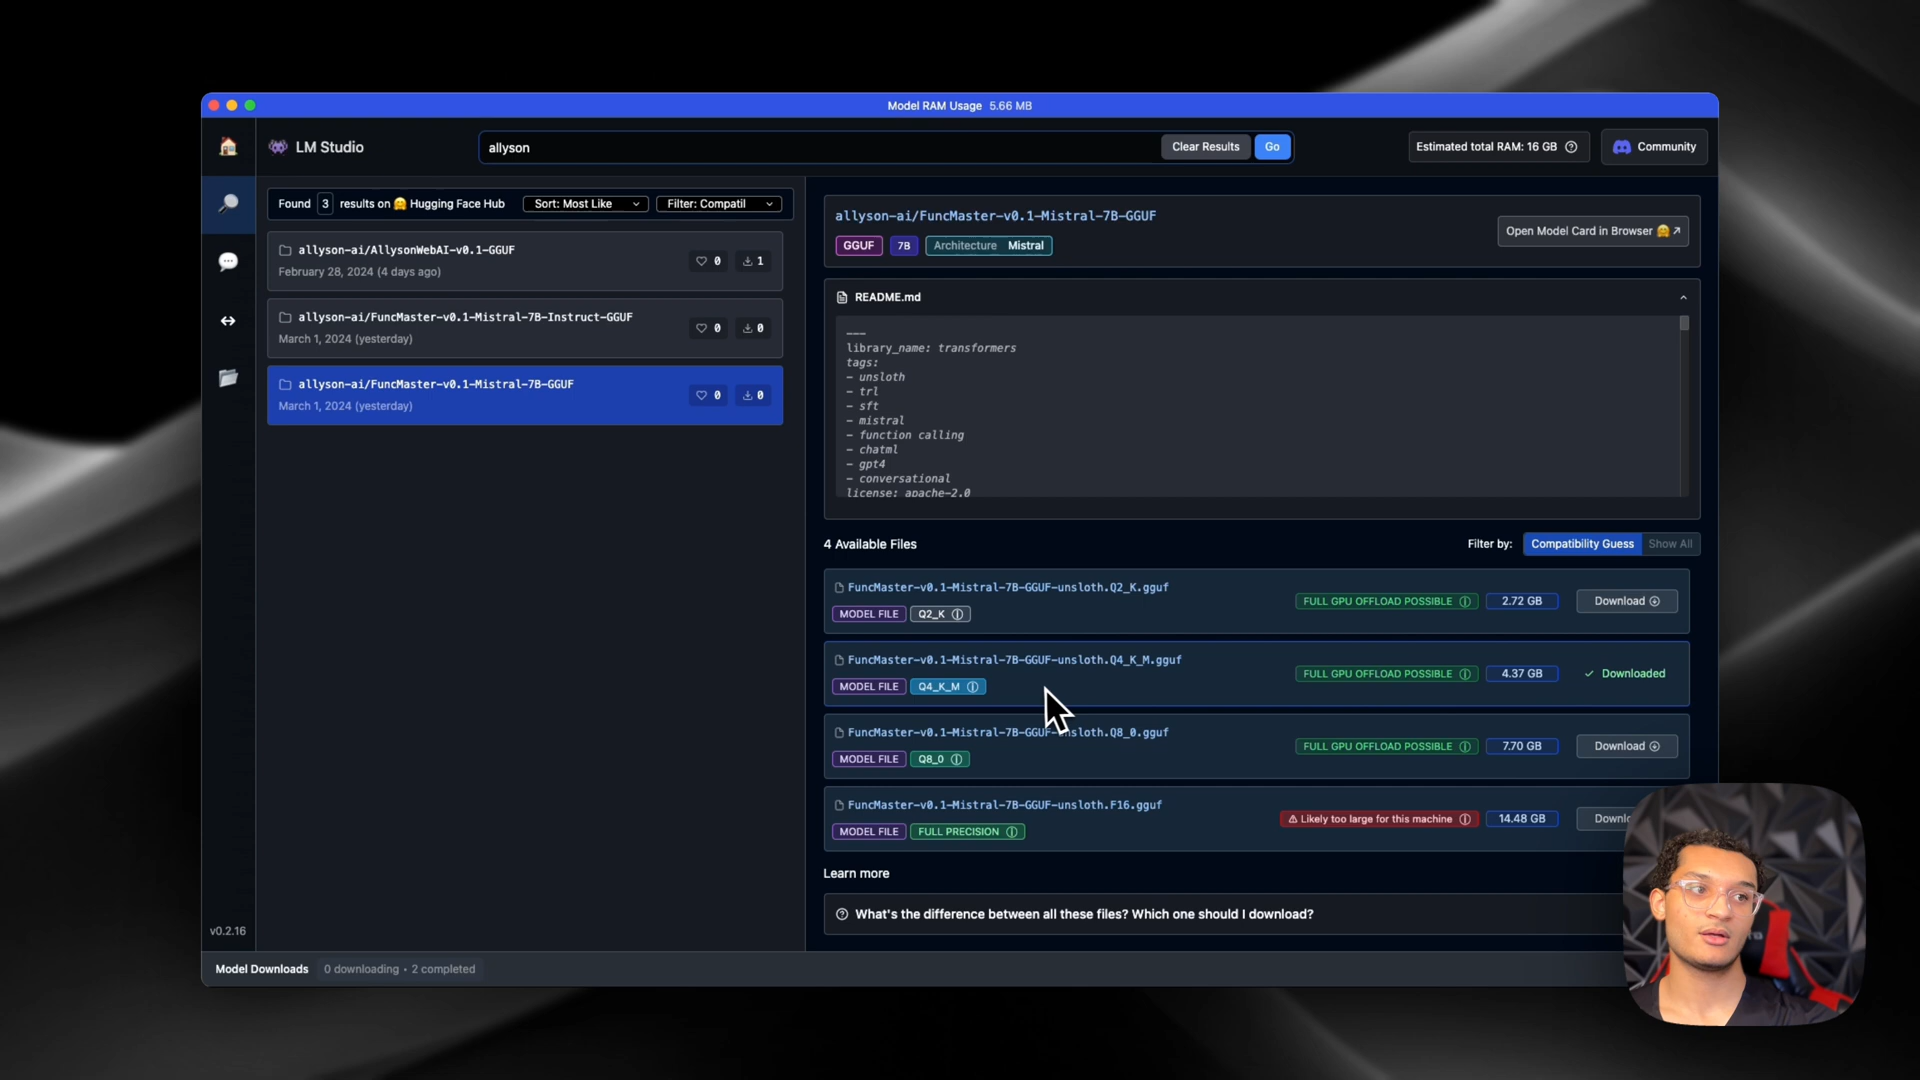 Model RAM Usage 5.66 MB
LM Studio
allyson
Clear Results
Go
Estimated total RAM: 16 GB
Community
Found 3 results on 🤗 Hugging Face Hub
Sort: Most Like
Filter: Compatil
allyson-ai/AllysonWebAI-v0.1-GGUF
February 28, 2024 (4 days ago)
0
1
allyson-ai/FuncMaster-v0.1-Mistral-7B-Instruct-GGUF
March 1, 2024 (yesterday)
0
0
allyson-ai/FuncMaster-v0.1-Mistral-7B-GGUF
March 1, 2024 (yesterday)
0
0
v0.2.16
allyson-ai/FuncMaster-v0.1-Mistral-7B-GGUF
GGUF
7B
Architecture Mistral
Open Model Card in Browser 🤗 ↗
README.md
---
library_name: transformers
tags:
- unsloth
- trl
- sft
- mistral
- function calling
- chatml
- gpt4
- conversational
license: apache-2.0
4 Available Files
Filter by:
Compatibility Guess
Show All
FuncMaster-v0.1-Mistral-7B-GGUF-unsloth.Q2_K.gguf
MODEL FILE
Q2_K
FULL GPU OFFLOAD POSSIBLE
2.72 GB
Download
FuncMaster-v0.1-Mistral-7B-GGUF-unsloth.Q4_K_M.gguf
MODEL FILE
Q4_K_M
FULL GPU OFFLOAD POSSIBLE
4.37 GB
Downloaded
FuncMaster-v0.1-Mistral-7B-GGUF-unsloth.Q8_0.gguf
MODEL FILE
Q8_0
FULL GPU OFFLOAD POSSIBLE
7.70 GB
Download
FuncMaster-v0.1-Mistral-7B-GGUF-unsloth.F16.gguf
MODEL FILE
FULL PRECISION
Likely too large for this machine
14.48 GB
Downlo
Learn more
What's the difference between all these files? Which one should I download?
Model Downloads
0 downloading • 2 completed